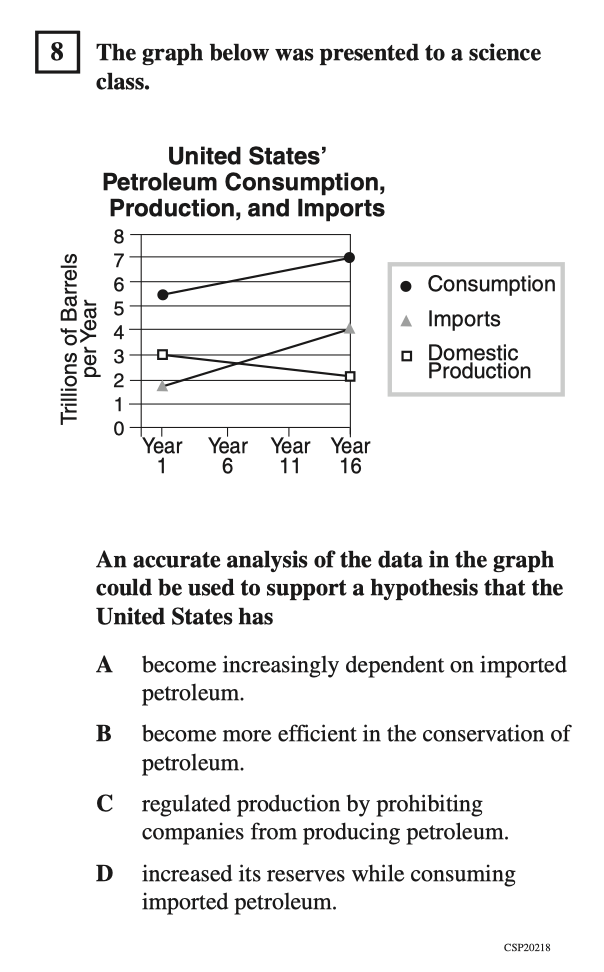 8 The graph below was presented to a science
class.
United States’
Petroleum Consumption,
Production, and Imports
Trillions of Barrels
per Year
8
7
6
5
4
3
2
1
0
Year Year Year Year
1 6 11 16
Consumption
Imports
Domestic
Production
An accurate analysis of the data in the graph
could be used to support a hypothesis that the
United States has
A become increasingly dependent on imported
petroleum.
B become more efficient in the conservation of
petroleum.
C regulated production by prohibiting
companies from producing petroleum.
D increased its reserves while consuming
imported petroleum.
CSP20218